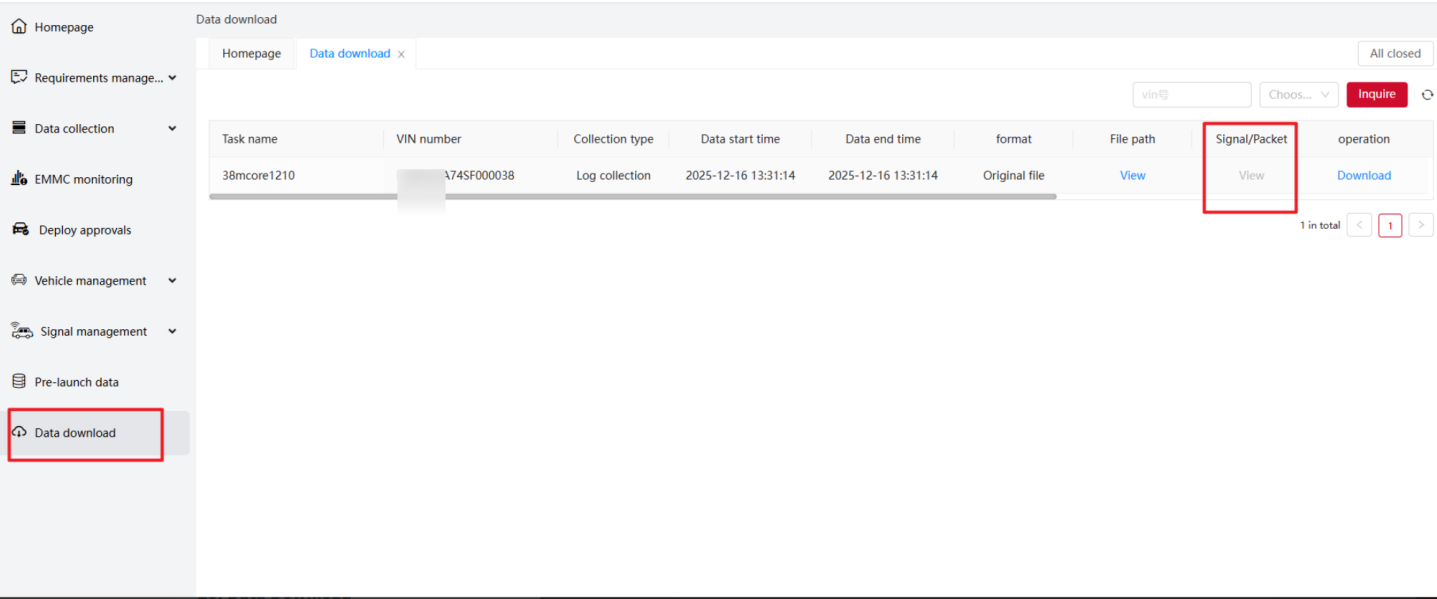 Data download
Homepage
Requirements manage...
Data collection
EMMC monitoring
Deploy approvals
Vehicle management
Signal management
Pre-launch data
Data download
Homepage Data download × All closed
vin号 Choos... Inquire
Task name VIN number Collection type Data start time Data end time format File path Signal/Packet operation
38mcore1210 A74SF000038 Log collection 2025-12-16 13:31:14 2025-12-16 13:31:14 Original file View View Download
1 in total < 1 >